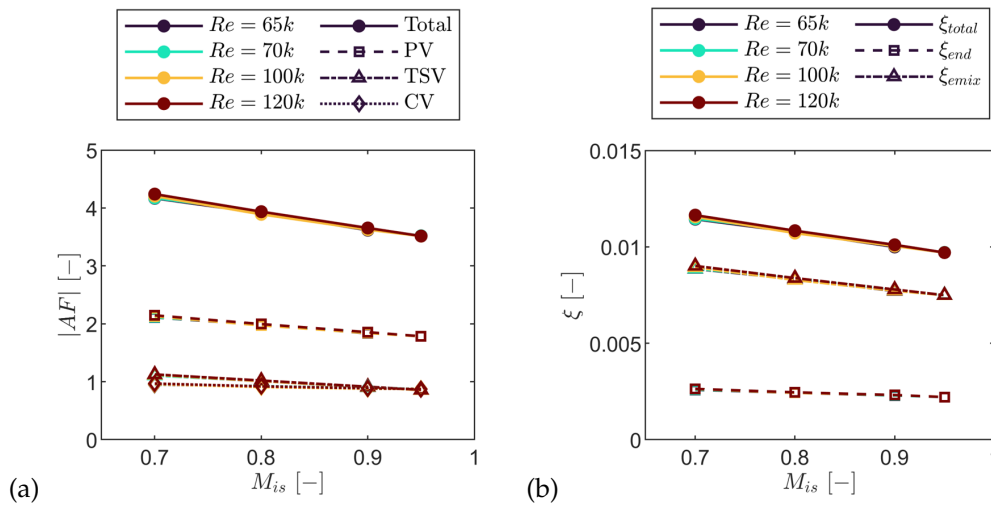 Re = 65k Total
Re = 70k PV
Re = 100k TSV
Re = 120k CV
5
4
3
2
1
0
|AF| [−]
0.7 0.8 0.9 1
M_is [−]
(a)
Re = 65k ξ_total
Re = 70k ξ_end
Re = 100k ξ_emix
Re = 120k
0.015
0.01
0.005
0
ξ [−]
0.7 0.8 0.9 1
M_is [−]
(b)